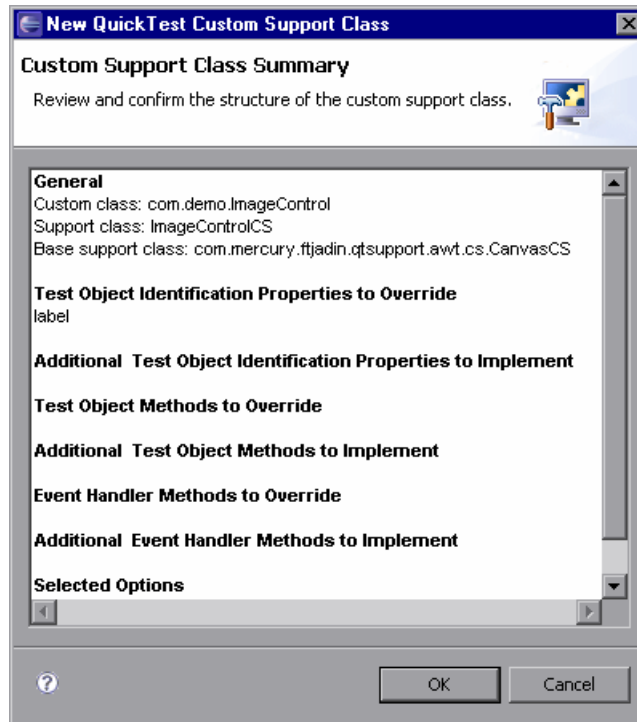 New QuickTest Custom Support Class
Custom Support Class Summary
Review and confirm the structure of the custom support class.
General
Custom class: com.demo.ImageControl
Support class: ImageControlCS
Base support class: com.mercury.ftjadin.qtsupport.awt.cs.CanvasCS
Test Object Identification Properties to Override
label
Additional Test Object Identification Properties to Implement
Test Object Methods to Override
Additional Test Object Methods to Implement
Event Handler Methods to Override
Additional Event Handler Methods to Implement
Selected Options
?
OK
Cancel